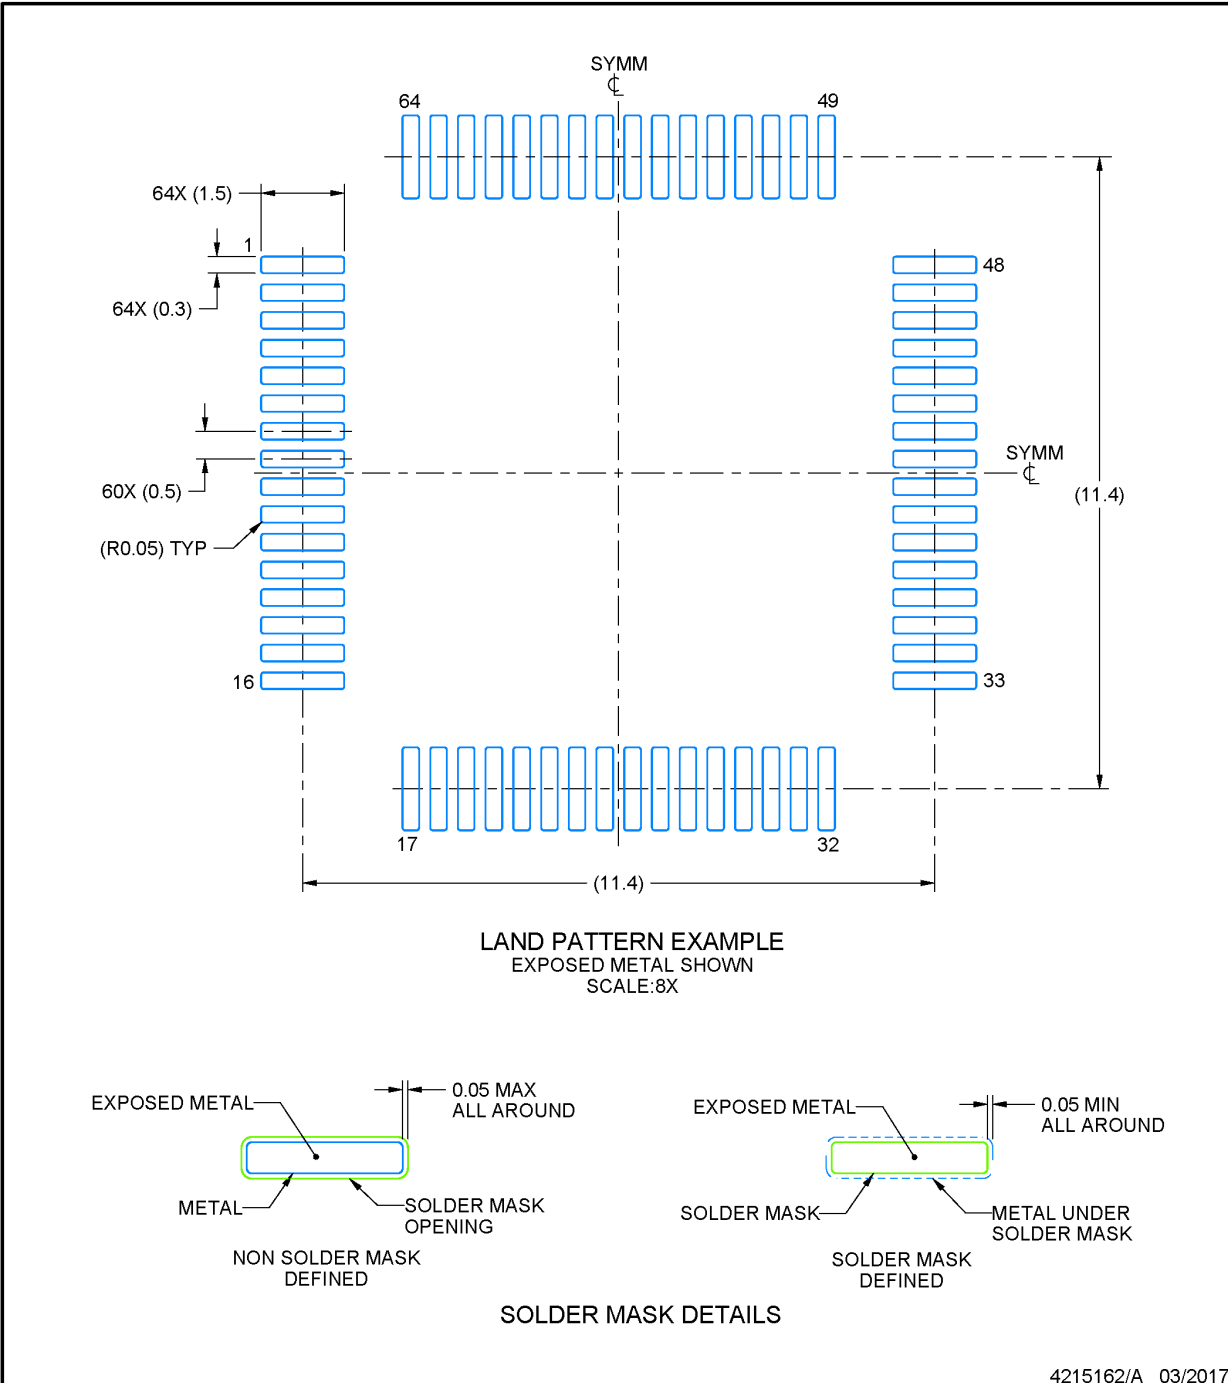 SYMM
℄
64
49
64X (1.5)
1
48
64X (0.3)
SYMM
℄
60X (0.5)
(11.4)
(R0.05) TYP
16
33
17
32
(11.4)
LAND PATTERN EXAMPLE
EXPOSED METAL SHOWN
SCALE:8X
EXPOSED METAL
0.05 MAX
ALL AROUND
METAL
SOLDER MASK
OPENING
NON SOLDER MASK
DEFINED
EXPOSED METAL
0.05 MIN
ALL AROUND
SOLDER MASK
METAL UNDER
SOLDER MASK
SOLDER MASK
DEFINED
SOLDER MASK DETAILS
4215162/A 03/2017